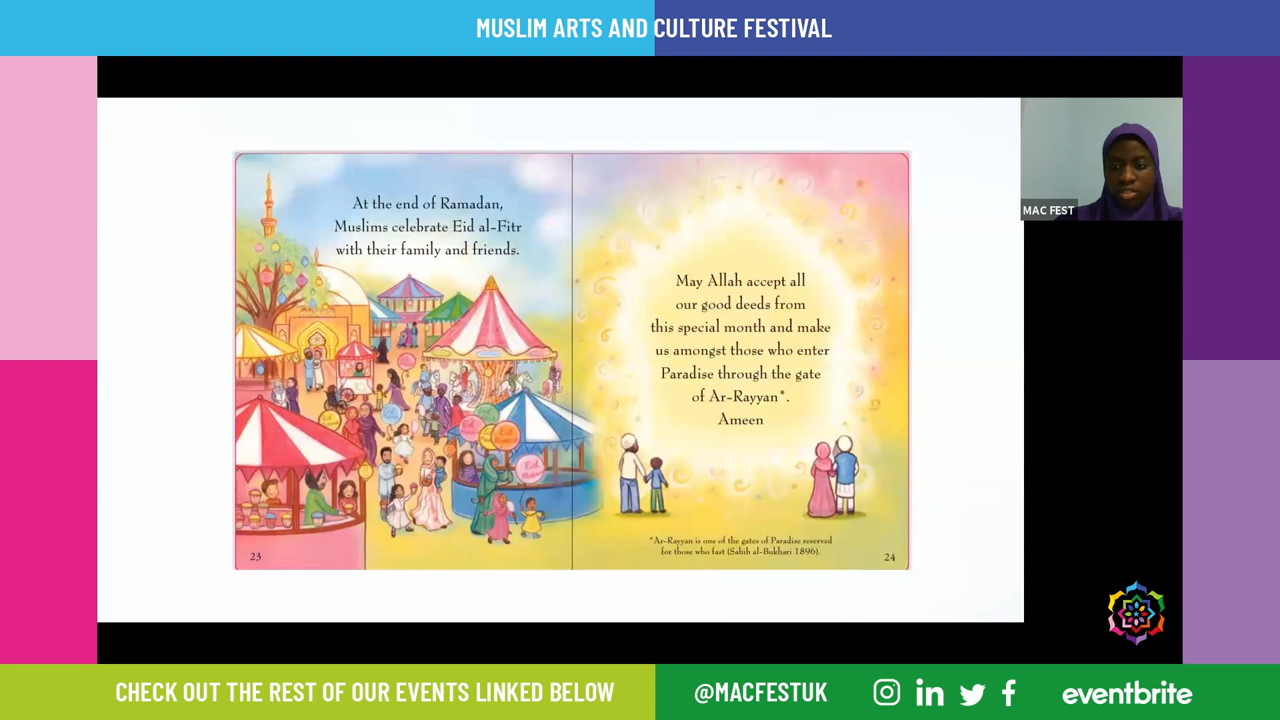 MUSLIM ARTS AND CULTURE FESTIVAL
At the end of Ramadan,
Muslims celebrate Eid al-Fitr
with their family and friends.
May Allah accept all
our good deeds from
this special month and make
us amongst those who enter
Paradise through the gate
of Ar-Rayyan*.
Ameen
*Ar-Rayyan is one of the gates of Paradise reserved
for those who fast (Sahih al-Bukhari 1896).
23
24
MAC FEST
CHECK OUT THE REST OF OUR EVENTS LINKED BELOW
@MACFESTUK
eventbrite